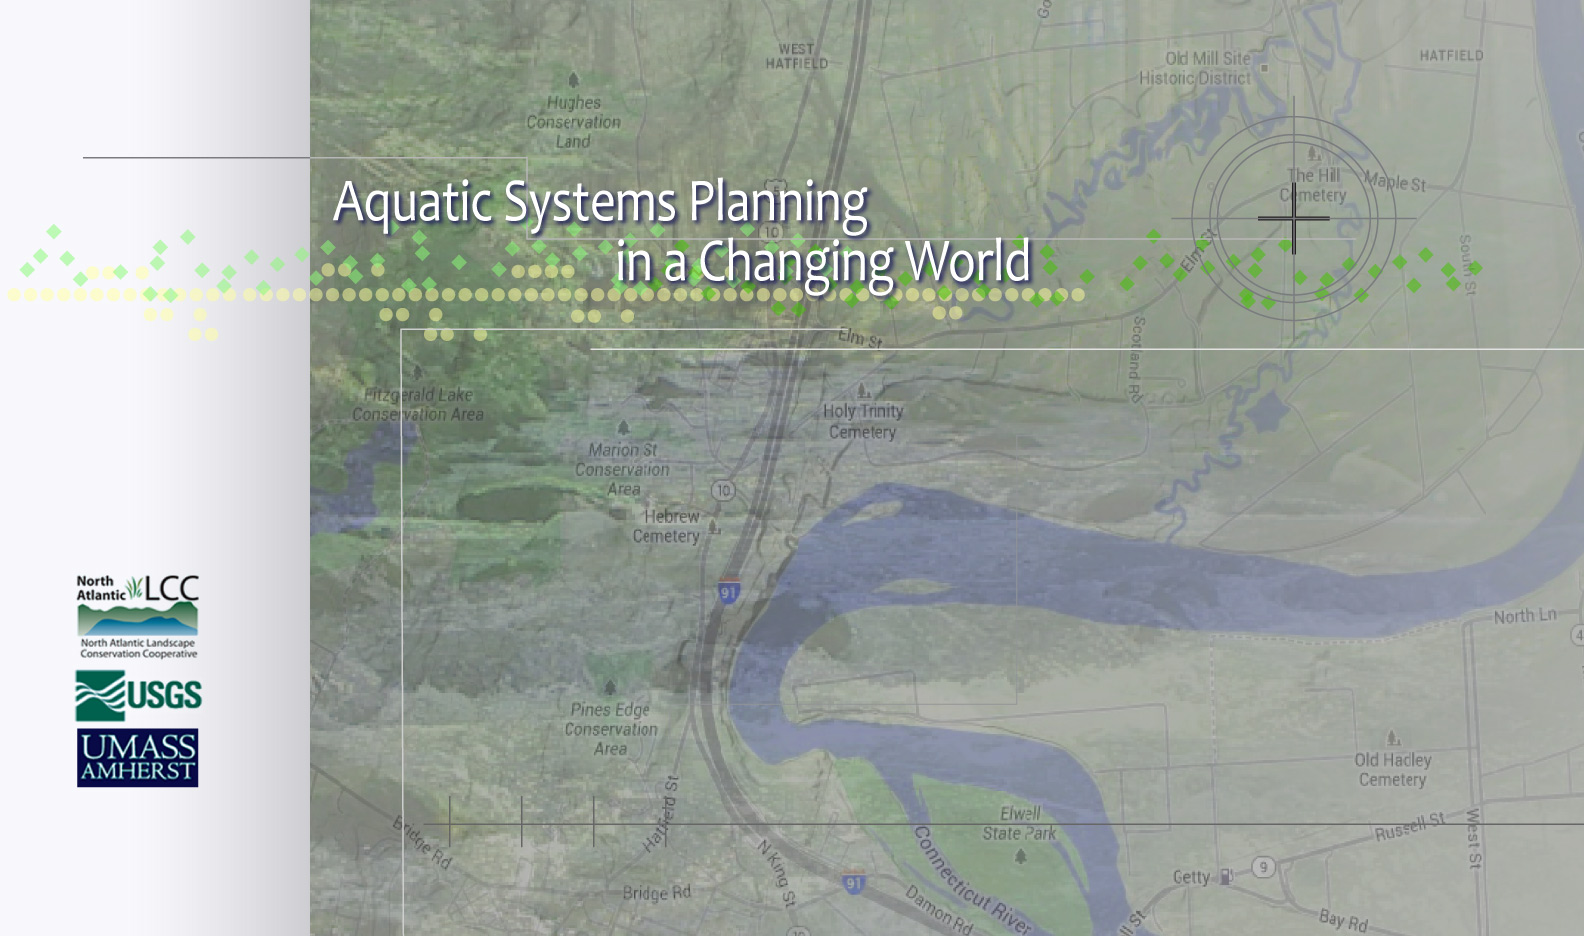 WEST
HATFIELD
Old Mill Site
Historic District
HATFIELD
Hughes
Conservation
Land
The Hill
Cemetery
Maple St
Aquatic Systems Planning
10
in a Changing World
Elm St
South St
Elm St
Scotland Rd
Fitzgerald Lake
Conservation Area
Holy Trinity
Cemetery
Marion St
Conservation
Area
10
Hebrew
Cemetery
91
North
Atlantic LCC
North Atlantic Landscape
Conservation Cooperative
USGS
UMASS
AMHERST
North Ln
Pines Edge
Conservation
Area
Old Hadley
Cemetery
Elwell
State Park
Hatfield St
Bridge Rd
Russell St
West St
Connecticut River
N King St
Getty
9
91
Bridge Rd
Damon Rd
Bay Rd